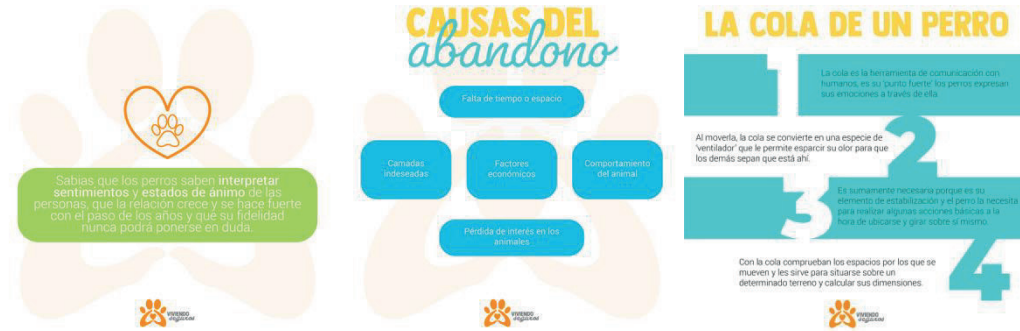 Sabias que los perros saben interpretar
sentimientos y estados de ánimo de las
personas, que la relación crece y se hace fuerte
con el paso de los años y que su fidelidad
nunca podrá ponerse en duda.
VIVIENDO
seguros
CAUSAS DEL
abandono
Falta de tiempo o espacio
Camadas
indeseadas
Factores
económicos
Comportamiento
del animal
Pérdida de interés en los
animales
VIVIENDO
seguros
LA COLA DE UN PERRO
1
La cola es la herramienta de comunicación con
humanos, es su 'punto fuerte' los perros expresan
sus emociones a través de ella.
Al moverla, la cola se convierte en una especie de
'ventilador' que le permite esparcir su olor para que
los demás sepan que está ahí.
2
3
Es sumamente necesaria porque es su
elemento de estabilización y el perro la necesita
para realizar algunas acciones básicas a la
hora de ubicarse y girar sobre sí mismo.
Con la cola comprueban los espacios por los que se
mueven y les sirve para situarse sobre un
determinado terreno y calcular sus dimensiones.
4
VIVIENDO
seguros